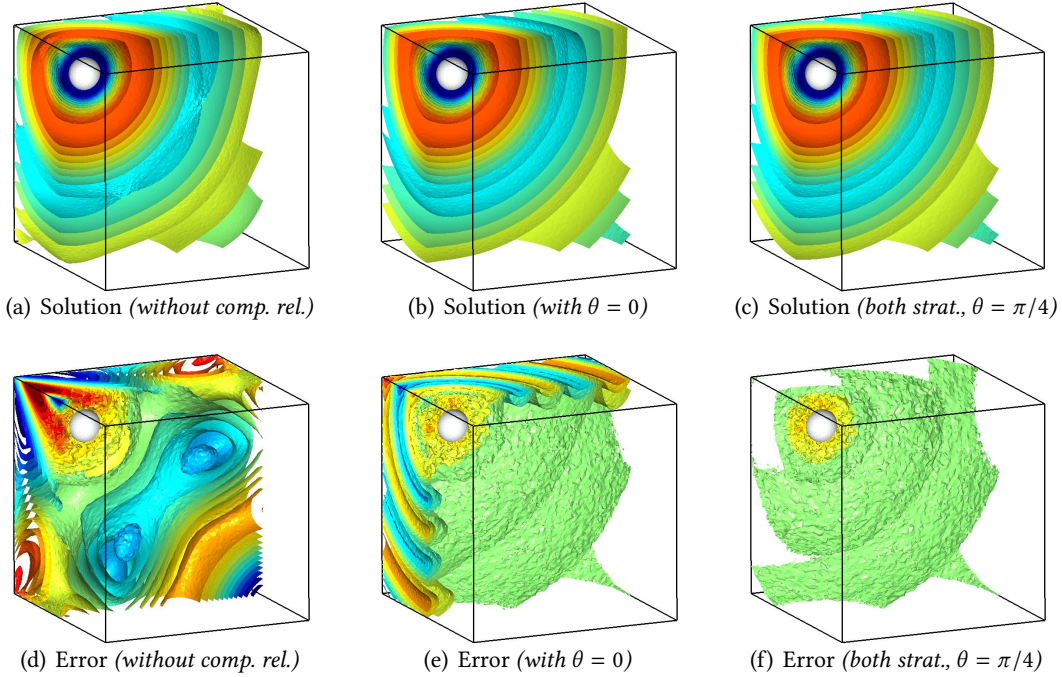 (a) Solution (without comp. rel.)
(b) Solution (with θ = 0)
(c) Solution (both strat., θ = π/4)
(d) Error (without comp. rel.)
(e) Error (with θ = 0)
(f) Error (both strat., θ = π/4)